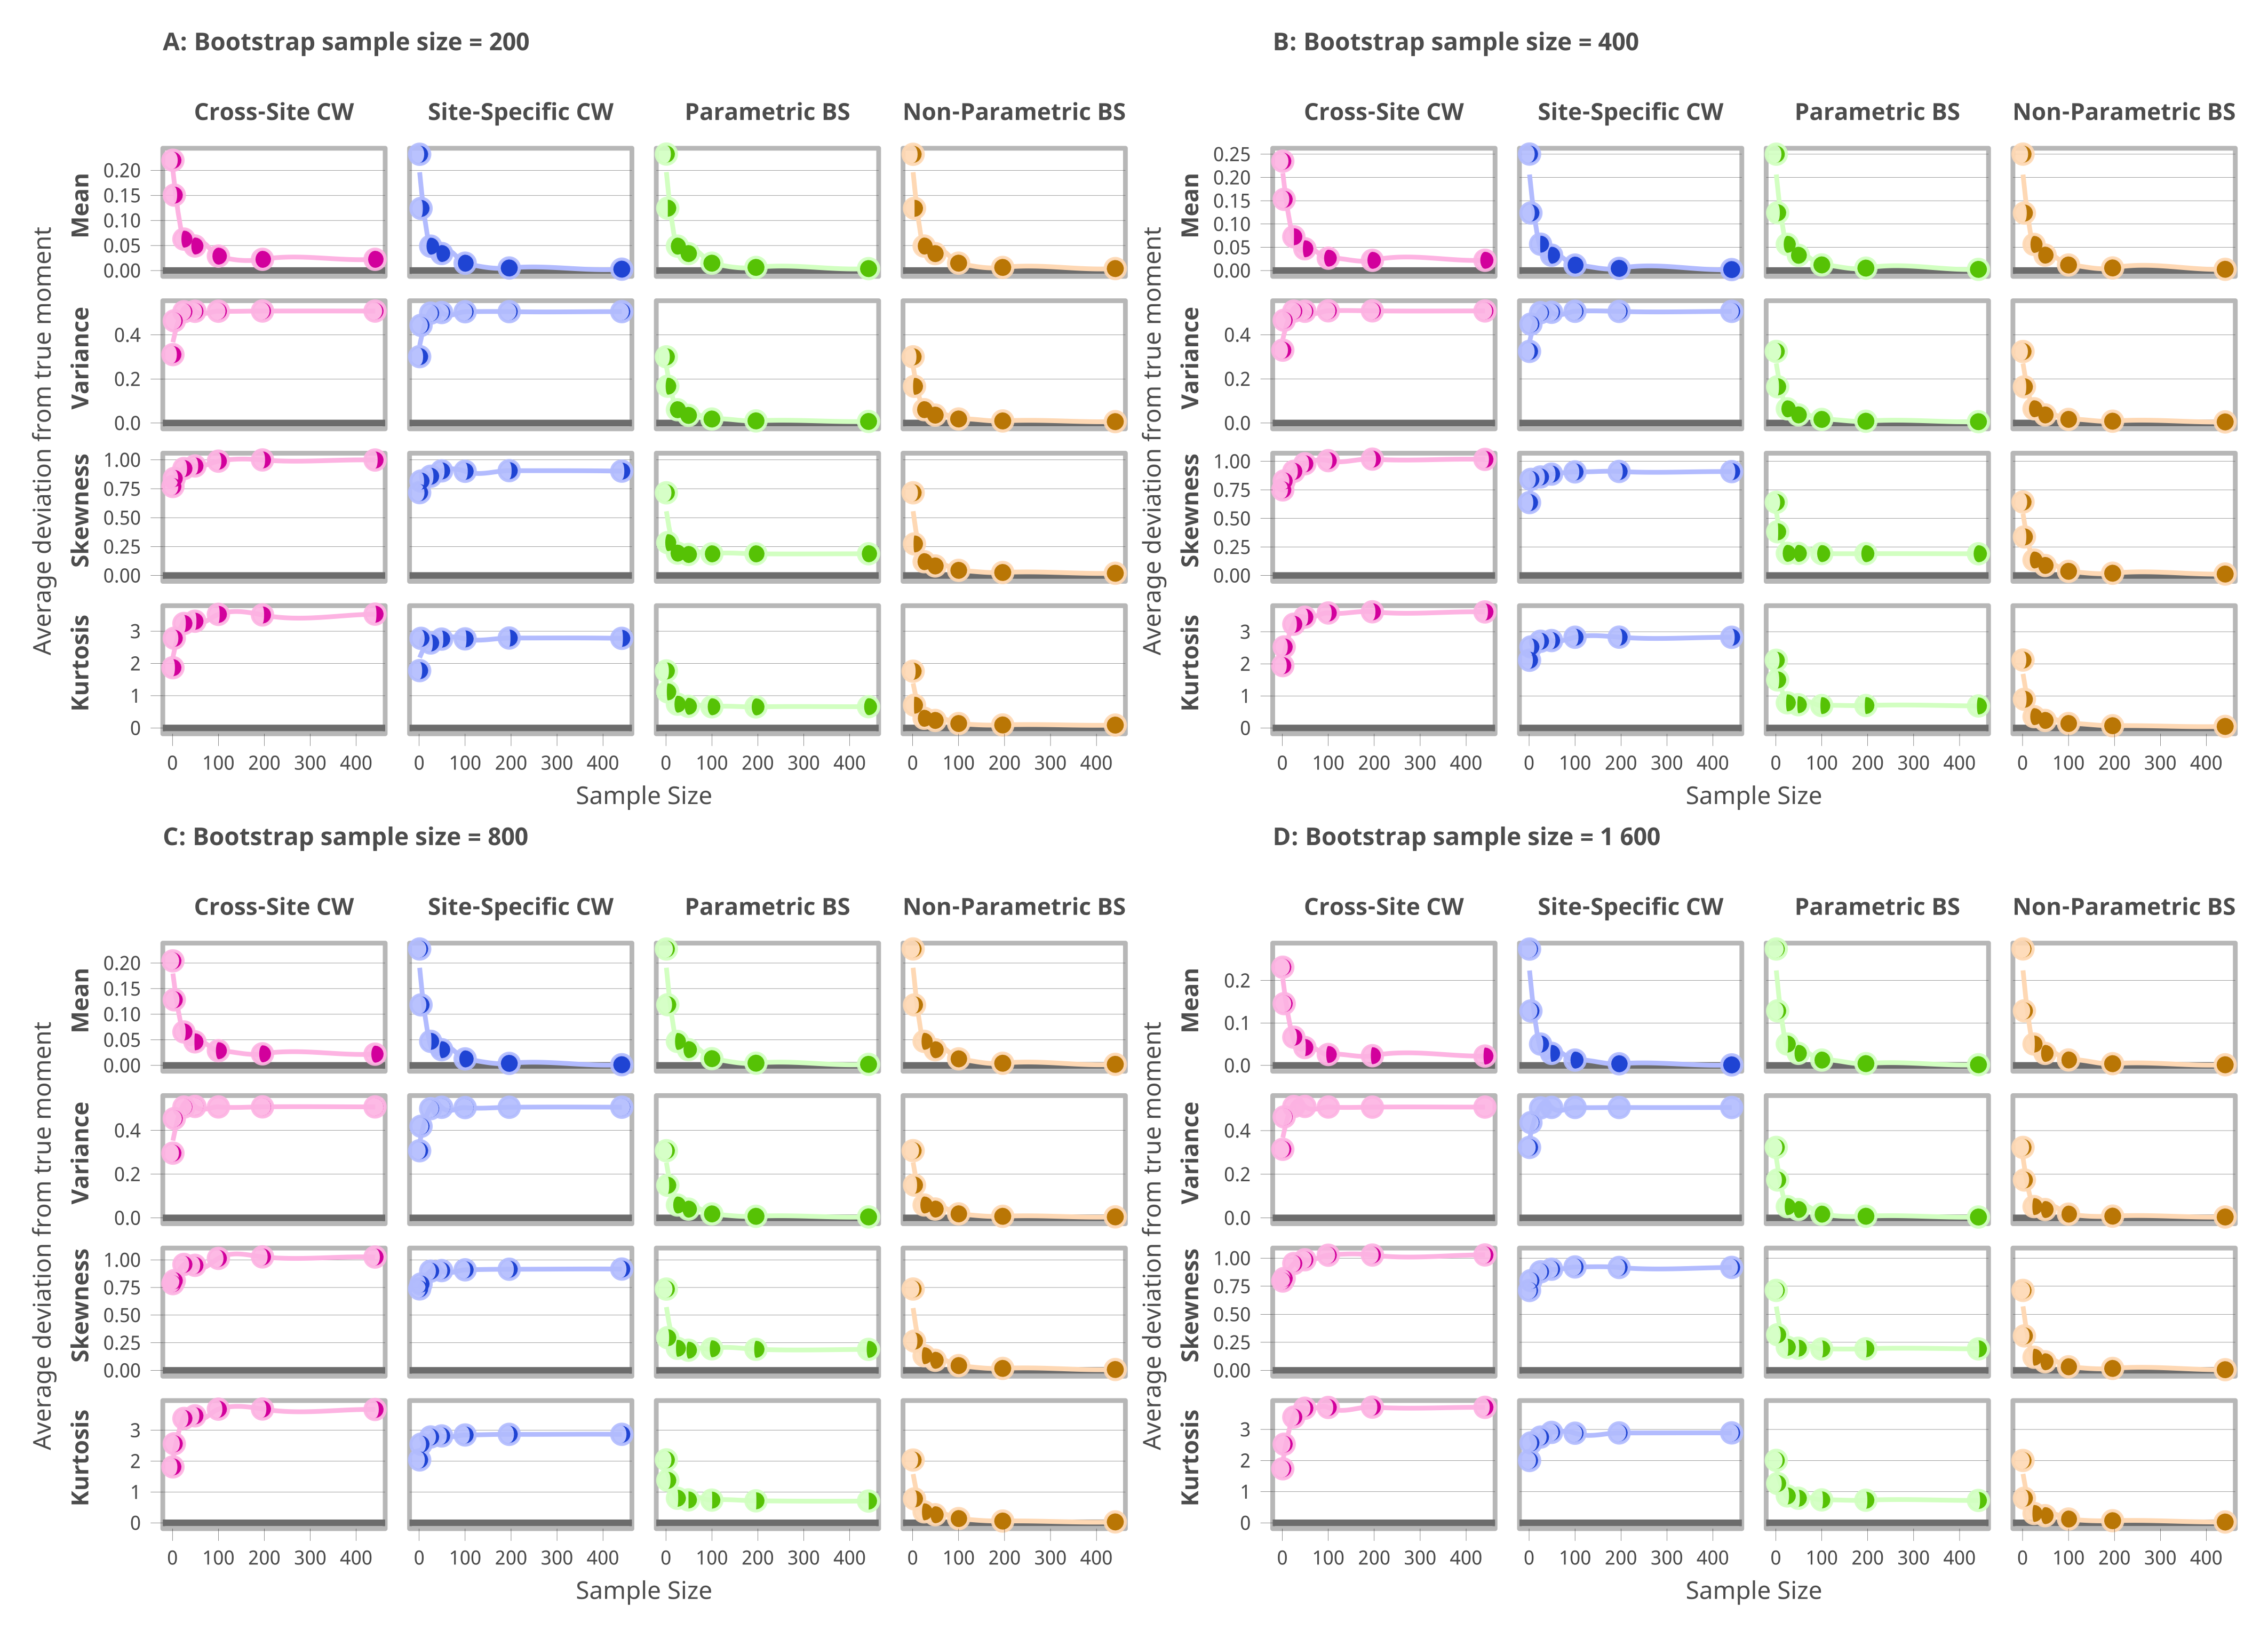 A: Bootstrap sample size = 200
Cross-Site CW Site-Specific CW Parametric BS Non-Parametric BS
Average deviation from true moment
Mean
0.20
0.15
0.10
0.05
0.00
Variance
0.4
0.2
0.0
Skewness
1.00
0.75
0.50
0.25
0.00
Kurtosis
3
2
1
0
0 100 200 300 400 0 100 200 300 400 0 100 200 300 400 0 100 200 300 400
Sample Size
B: Bootstrap sample size = 400
Cross-Site CW Site-Specific CW Parametric BS Non-Parametric BS
Average deviation from true moment
Mean
0.25
0.20
0.15
0.10
0.05
0.00
Variance
0.4
0.2
0.0
Skewness
1.00
0.75
0.50
0.25
0.00
Kurtosis
3
2
1
0
0 100 200 300 400 0 100 200 300 400 0 100 200 300 400 0 100 200 300 400
Sample Size
C: Bootstrap sample size = 800
Cross-Site CW Site-Specific CW Parametric BS Non-Parametric BS
Average deviation from true moment
Mean
0.20
0.15
0.10
0.05
0.00
Variance
0.4
0.2
0.0
Skewness
1.00
0.75
0.50
0.25
0.00
Kurtosis
3
2
1
0
0 100 200 300 400 0 100 200 300 400 0 100 200 300 400 0 100 200 300 400
Sample Size
D: Bootstrap sample size = 1 600
Cross-Site CW Site-Specific CW Parametric BS Non-Parametric BS
Average deviation from true moment
Mean
0.2
0.1
0.0
Variance
0.4
0.2
0.0
Skewness
1.00
0.75
0.50
0.25
0.00
Kurtosis
3
2
1
0
0 100 200 300 400 0 100 200 300 400 0 100 200 300 400 0 100 200 300 400
Sample Size